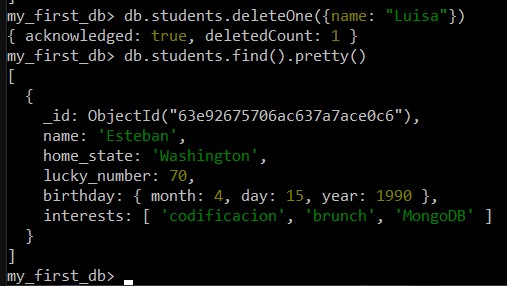 my_first_db> db.students.deleteOne({name: "Luisa"})
{ acknowledged: true, deletedCount: 1 }
my_first_db> db.students.find().pretty()
[
  {
    _id: ObjectId("63e92675706ac637a7ace0c6"),
    name: 'Esteban',
    home_state: 'Washington',
    lucky_number: 70,
    birthday: { month: 4, day: 15, year: 1990 },
    interests: [ 'codificacion', 'brunch', 'MongoDB' ]
  }
]
my_first_db>